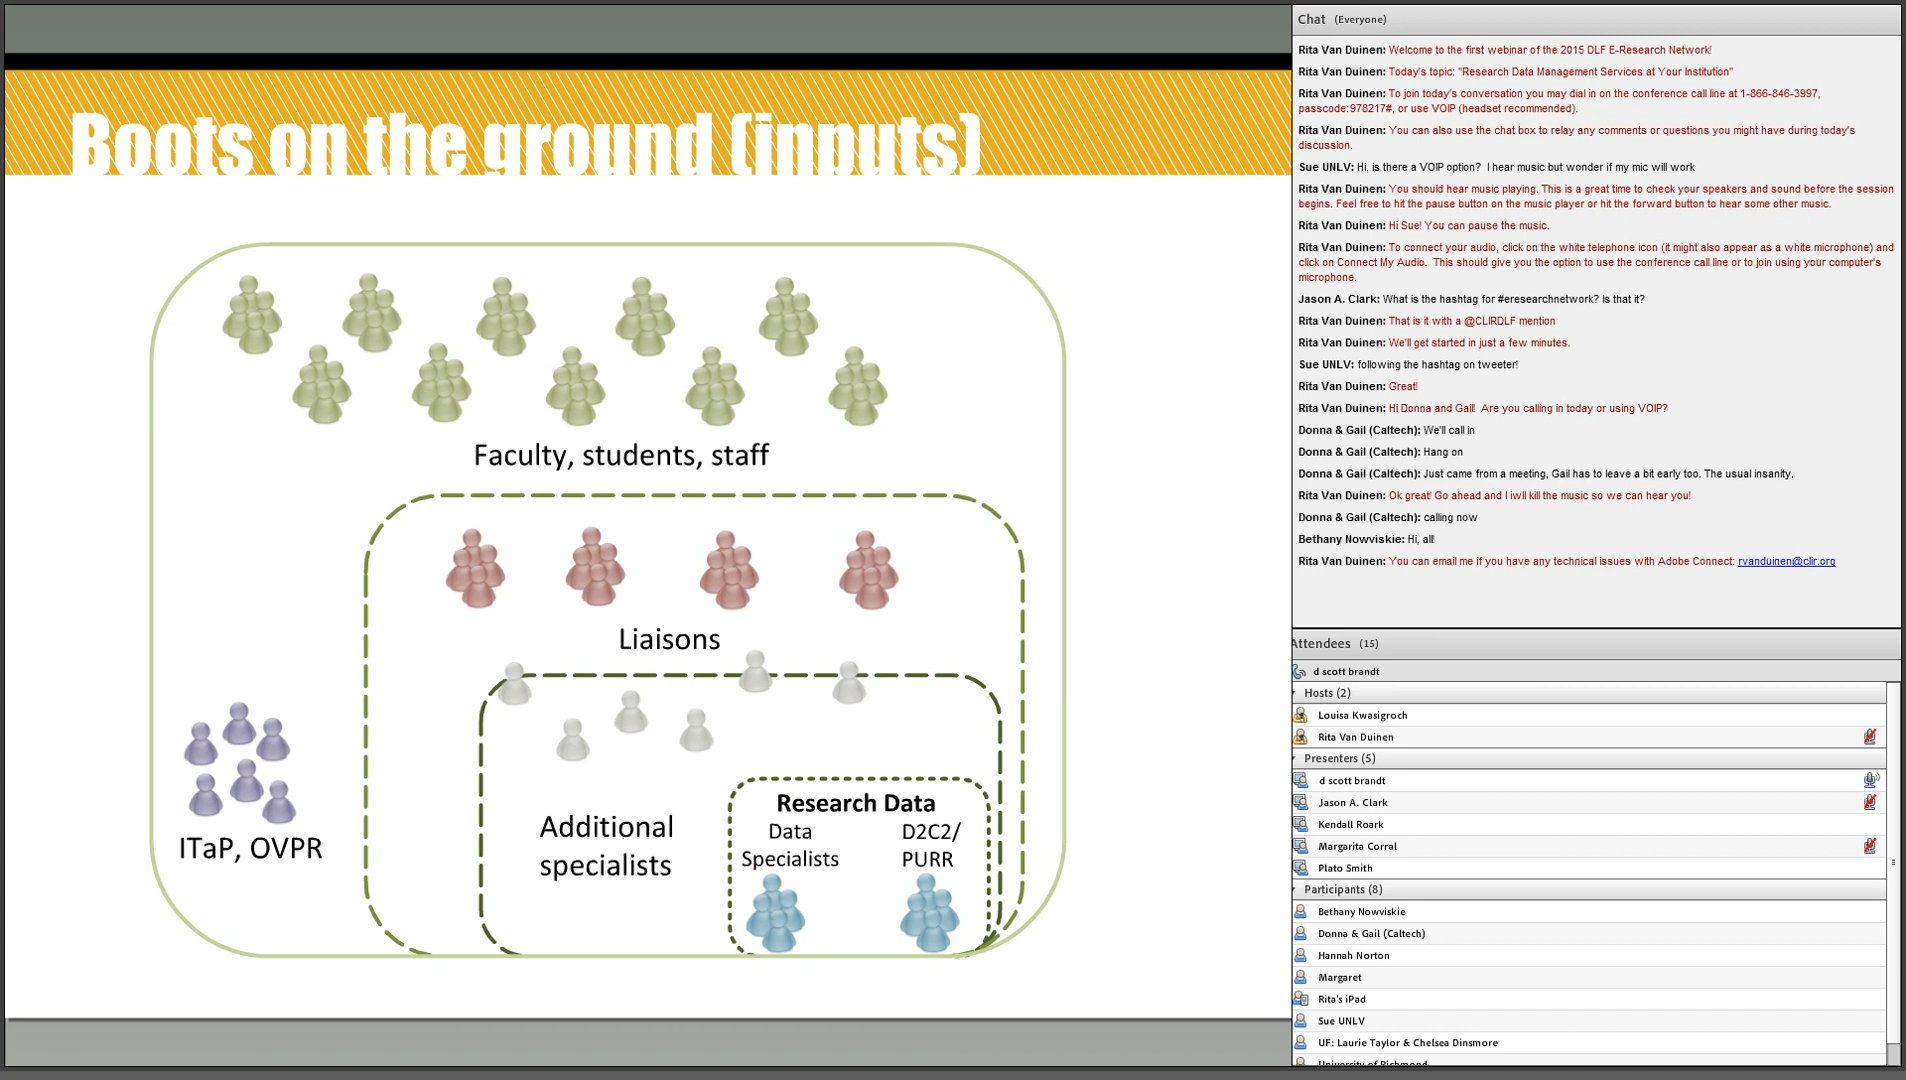 Boots on the ground (inputs)
Faculty, students, staff
Liaisons
ITaP, OVPR
Additional
specialists
Research Data
Data
Specialists
D2C2/
PURR
Chat (Everyone)
Rita Van Duinen: Welcome to the first webinar of the 2015 DLF E-Research Network!
Rita Van Duinen: Today's topic: "Research Data Management Services at Your Institution"
Rita Van Duinen: To join today's conversation you may dial in on the conference call line at 1-866-846-3997,
passcode:978217#, or use VOIP (headset recommended).
Rita Van Duinen: You can also use the chat box to relay any comments or questions you might have during today's
discussion.
Sue UNLV: Hi, is there a VOIP option?  I hear music but wonder if my mic will work
Rita Van Duinen: You should hear music playing. This is a great time to check your speakers and sound before the session
begins. Feel free to hit the pause button on the music player or hit the forward button to hear some other music.
Rita Van Duinen: Hi Sue! You can pause the music.
Rita Van Duinen: To connect your audio, click on the white telephone icon (it might also appear as a white microphone) and
click on Connect My Audio.  This should give you the option to use the conference call line or to join using your computer's
microphone.
Jason A. Clark: What is the hashtag for #eresearchnetwork? Is that it?
Rita Van Duinen: That is it with a @CLIRDLF mention
Rita Van Duinen: We'll get started in just a few minutes.
Sue UNLV: following the hashtag on tweeter!
Rita Van Duinen: Great!
Rita Van Duinen: Hi Donna and Gail!  Are you calling in today or using VOIP?
Donna & Gail (Caltech): We'll call in
Donna & Gail (Caltech): Hang on
Donna & Gail (Caltech): Just came from a meeting, Gail has to leave a bit early too. The usual insanity.
Rita Van Duinen: Ok great! Go ahead and I iwll kill the music so we can hear you!
Donna & Gail (Caltech): calling now
Bethany Nowviskie: Hi, all!
Rita Van Duinen: You can email me if you have any technical issues with Adobe Connect: rvanduinen@clir.org
Attendees (15)
d scott brandt
Hosts (2)
Louisa Kwasigroch
Rita Van Duinen
Presenters (5)
d scott brandt
Jason A. Clark
Kendall Roark
Margarita Corral
Plato Smith
Participants (8)
Bethany Nowviskie
Donna & Gail (Caltech)
Hannah Norton
Margaret
Rita's iPad
Sue UNLV
UF: Laurie Taylor & Chelsea Dinsmore
University of Richmond